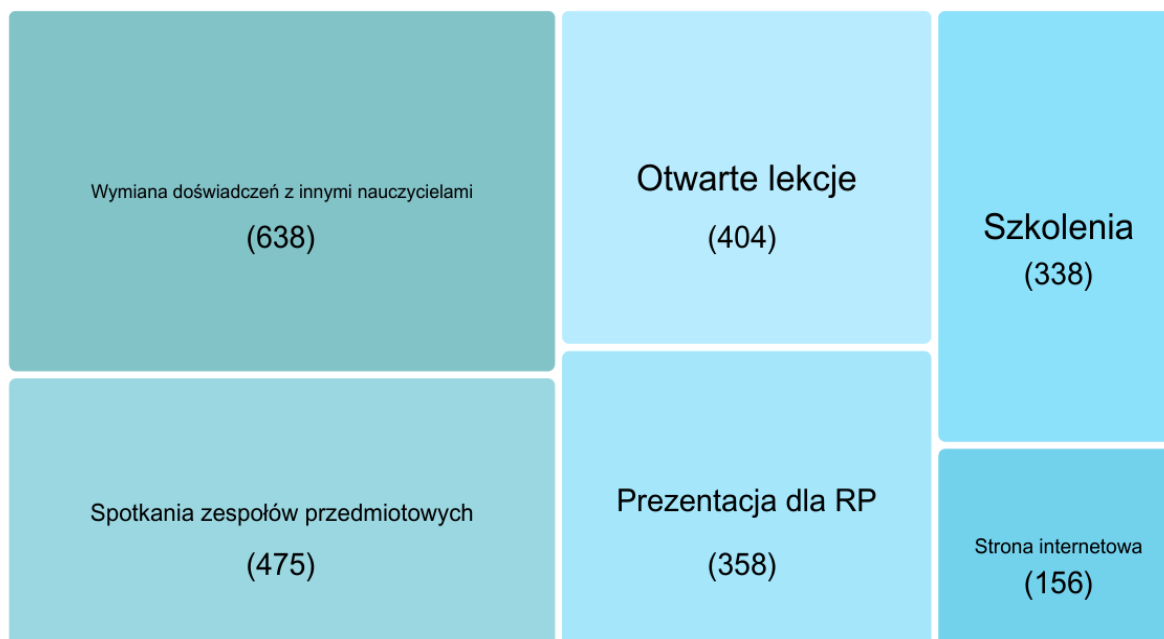 Wymiana doświadczeń z innymi nauczycielami
(638)
Spotkania zespołów przedmiotowych
(475)
Otwarte lekcje
(404)
Prezentacja dla RP
(358)
Szkolenia
(338)
Strona internetowa
(156)